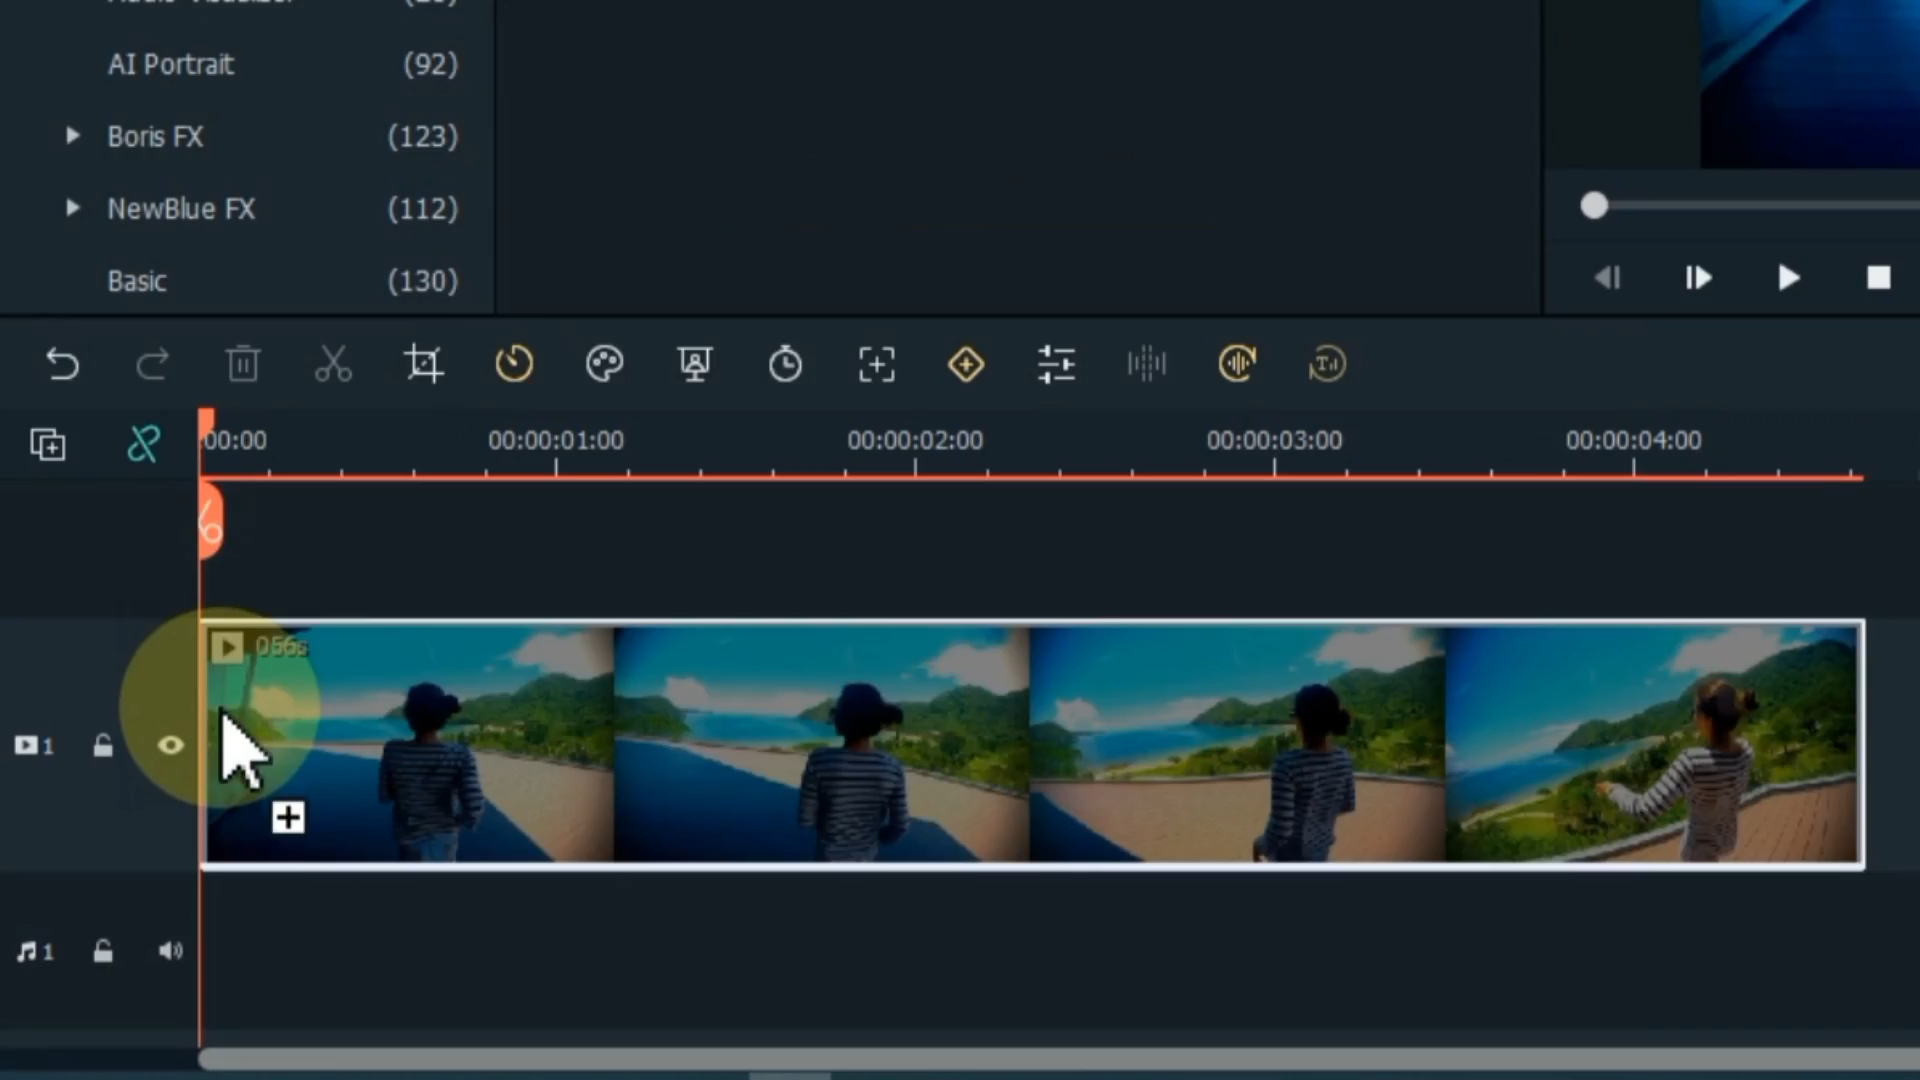 AI Portrait (92)
Boris FX (123)
NewBlue FX (112)
Basic (130)
00:00 00:00:01:00 00:00:02:00 00:00:03:00 00:00:04:00
056s
1
1